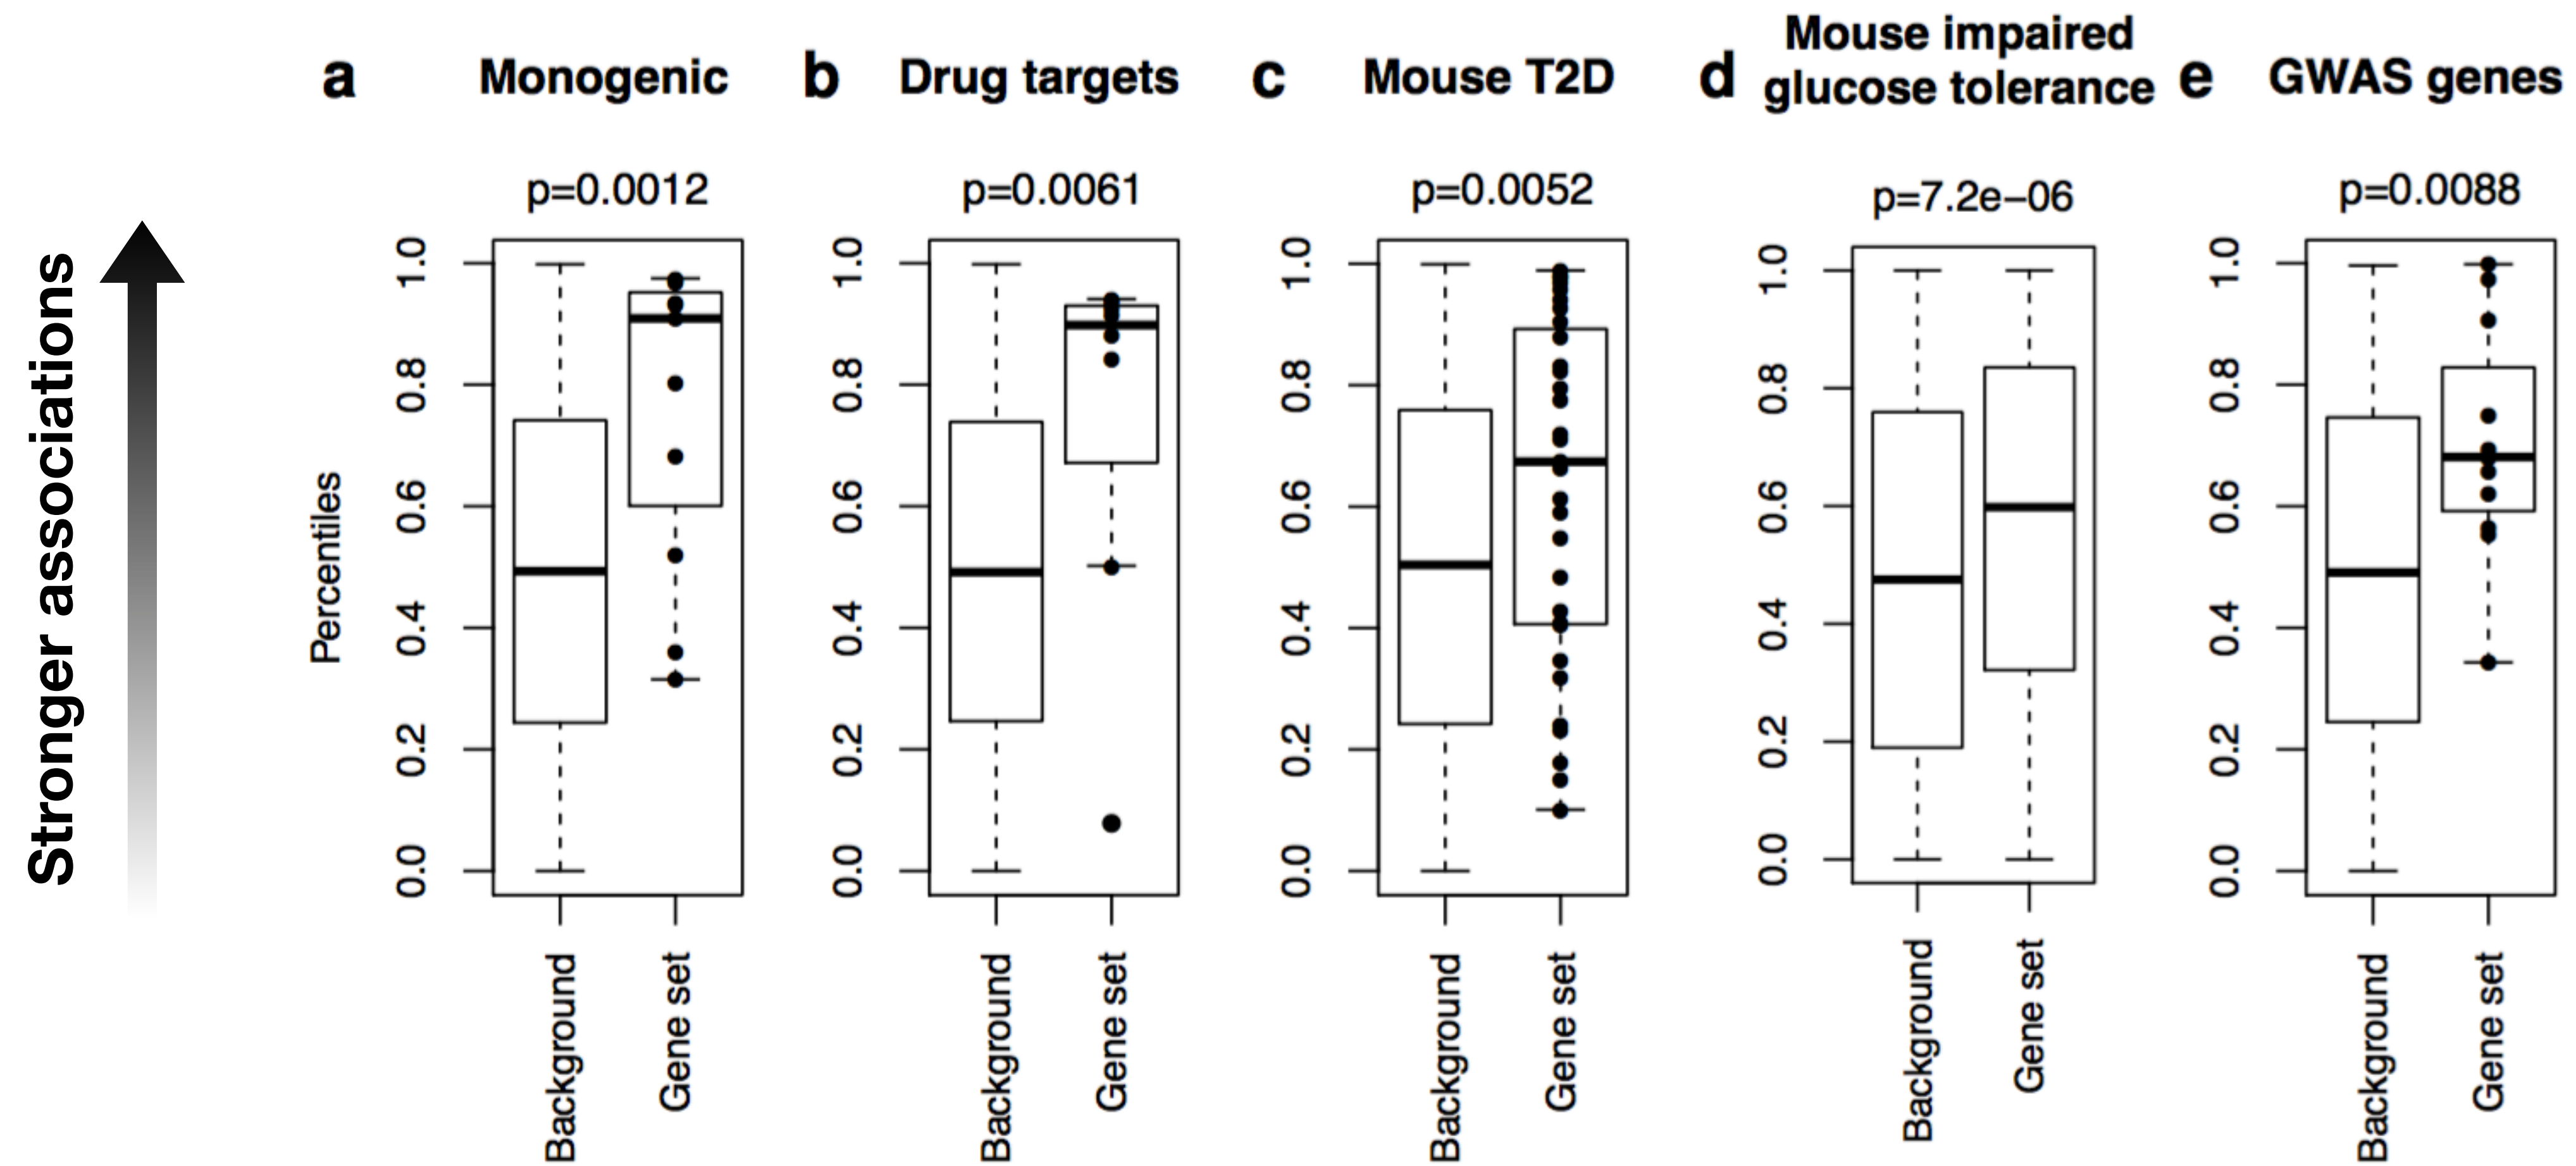 Stronger associations
a Monogenic
p=0.0012
Percentiles
1.0
0.8
0.6
0.4
0.2
0.0
Background
Gene set
b Drug targets
p=0.0061
1.0
0.8
0.6
0.4
0.2
0.0
Background
Gene set
c Mouse T2D
p=0.0052
1.0
0.8
0.6
0.4
0.2
0.0
Background
Gene set
d Mouse impaired
glucose tolerance
p=7.2e−06
1.0
0.8
0.6
0.4
0.2
0.0
Background
Gene set
e GWAS genes
p=0.0088
1.0
0.8
0.6
0.4
0.2
0.0
Background
Gene set